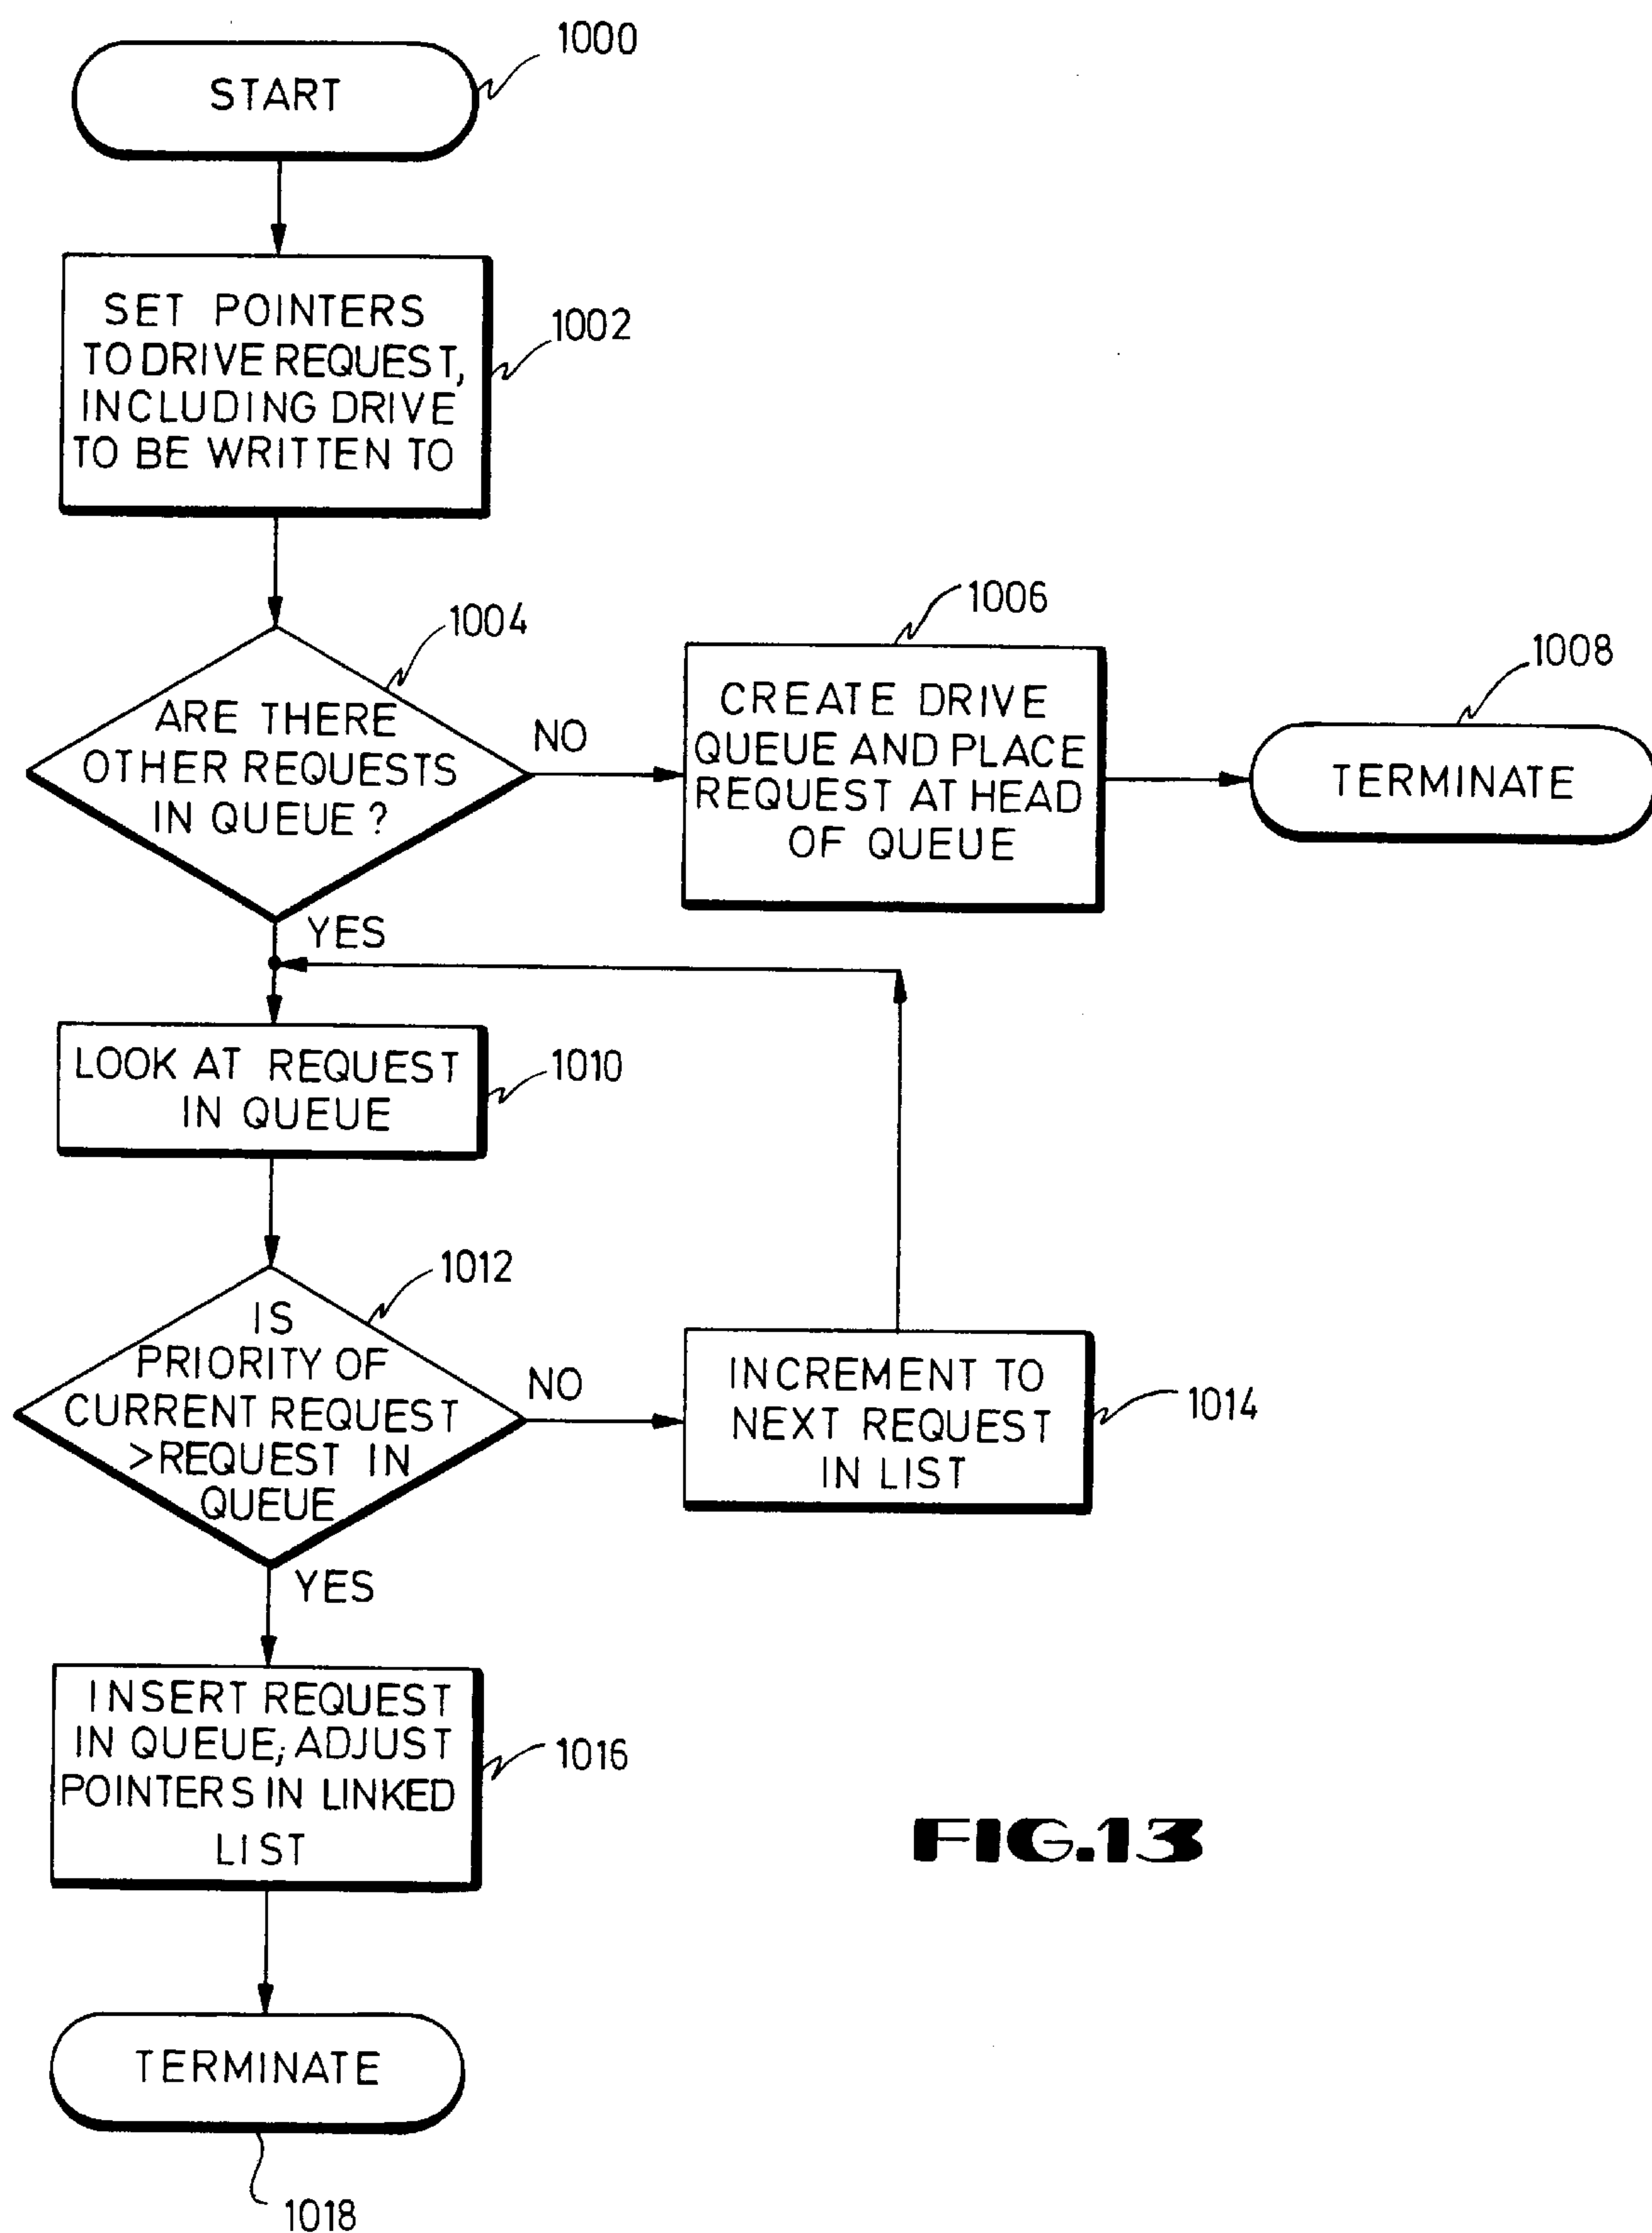 1000
START
SET POINTERS
TO DRIVE REQUEST,
INCLUDING DRIVE
TO BE WRITTEN TO
1002
1004
ARE THERE
OTHER REQUESTS
IN QUEUE?
NO
YES
1006
CREATE DRIVE
QUEUE AND PLACE
REQUEST AT HEAD
OF QUEUE
1008
TERMINATE
LOOK AT REQUEST
IN QUEUE
1010
1012
IS
PRIORITY OF
CURRENT REQUEST
>REQUEST IN
QUEUE
NO
YES
INCREMENT TO
NEXT REQUEST
IN LIST
1014
INSERT REQUEST
IN QUEUE; ADJUST
POINTERS IN LINKED
LIST
1016
FIG.13
TERMINATE
1018